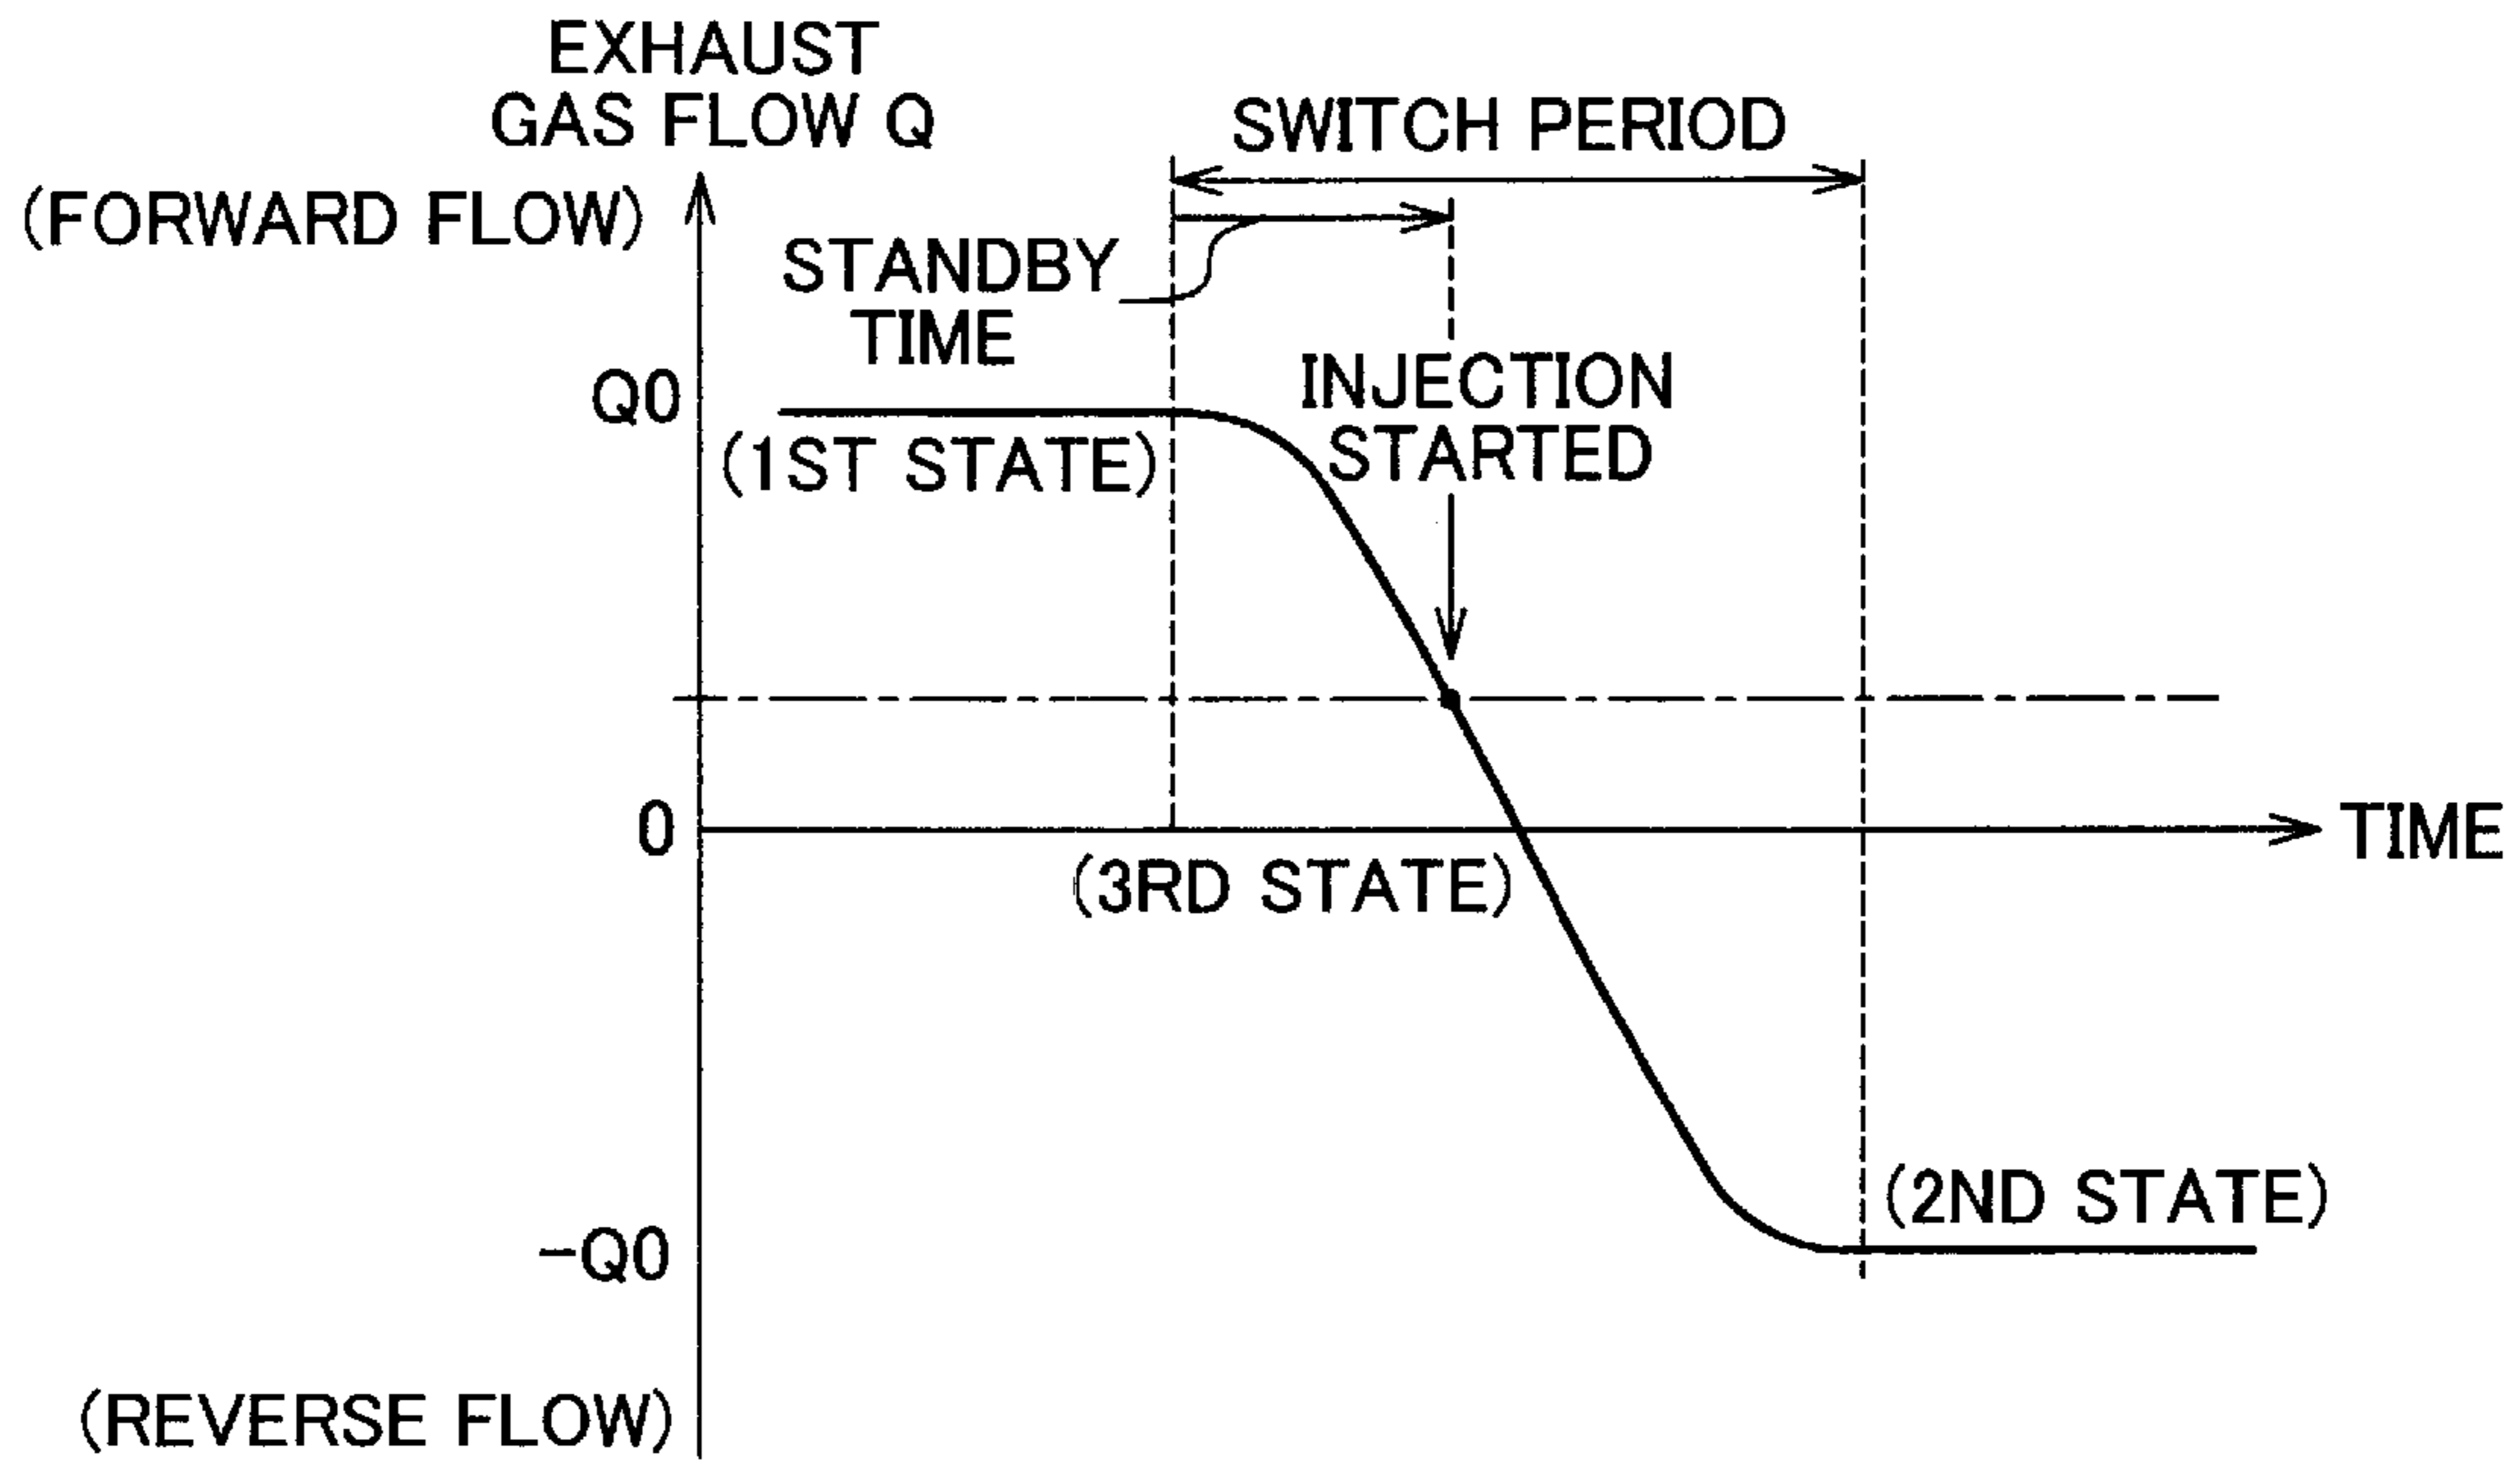 EXHAUST
GAS FLOW Q
(FORWARD FLOW)
SWITCH PERIOD
STANDBY
TIME
Q0
(1ST STATE)
INJECTION
STARTED
0
TIME
(3RD STATE)
(2ND STATE)
-Q0
(REVERSE FLOW)